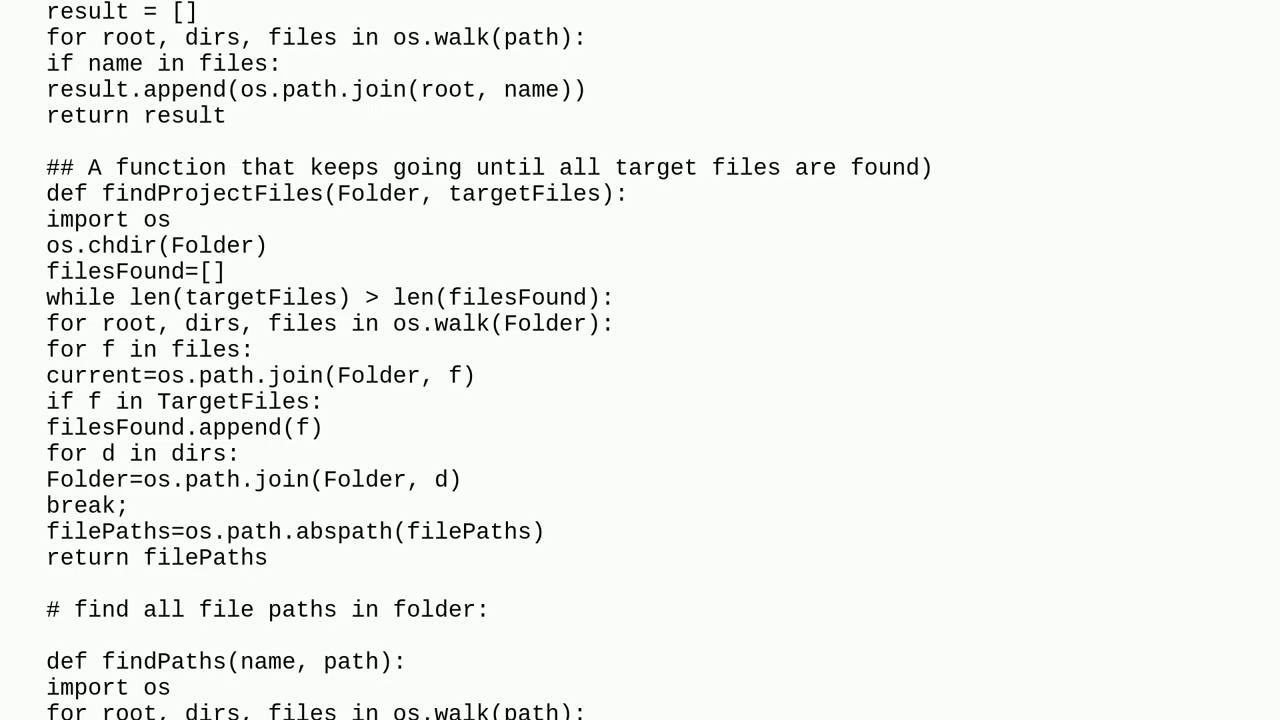 result = []
for root, dirs, files in os.walk(path):
if name in files:
result.append(os.path.join(root, name))
return result
## A function that keeps going until all target files are found)
def findProjectFiles(Folder, targetFiles):
import os
os.chdir(Folder)
filesFound=[]
while len(targetFiles) > len(filesFound):
for root, dirs, files in os.walk(Folder):
for f in files:
current=os.path.join(Folder, f)
if f in TargetFiles:
filesFound.append(f)
for d in dirs:
Folder=os.path.join(Folder, d)
break;
filePaths=os.path.abspath(filePaths)
return filePaths
# find all file paths in folder:
def findPaths(name, path):
import os
for root, dirs, files in os.walk(path):